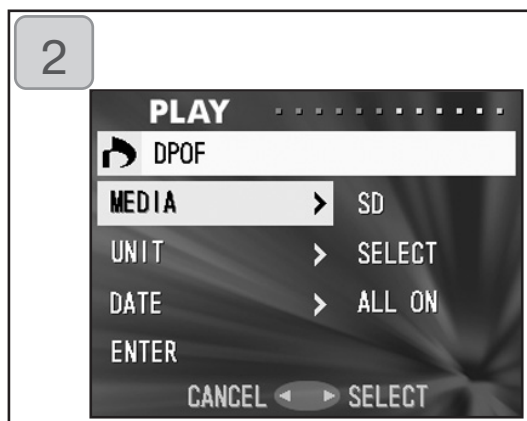 2
PLAY
DPOF
MEDIA > SD
UNIT > SELECT
DATE > ALL ON
ENTER
CANCEL ◄ ► SELECT